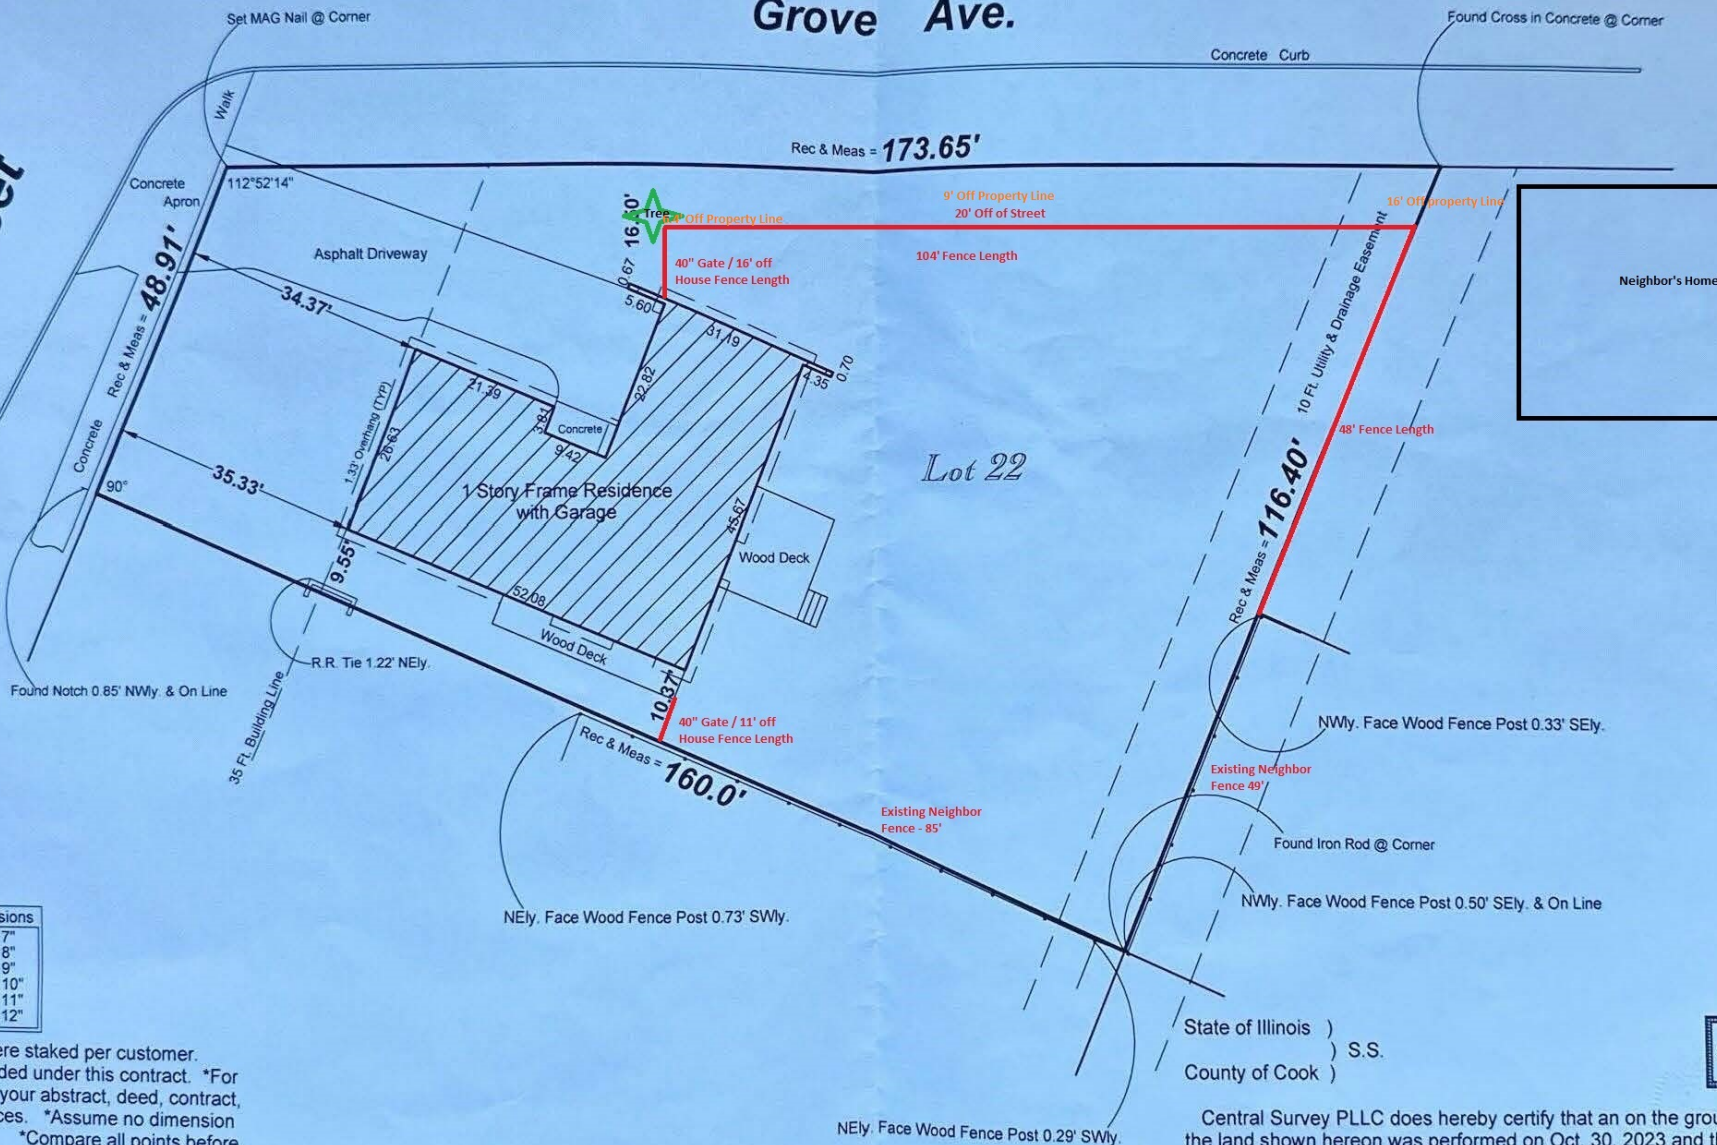 Grove Ave.
Set MAG Nail @ Corner
Found Cross in Concrete @ Corner
Concrete Curb
Walk
Rec & Meas = 173.65'
Concrete
Apron
112°52'14"
Tree
Off Property Line
9' Off Property Line
20' Off of Street
16' Off property Line
Asphalt Driveway
Rec & Meas = 48.91'
34.37'
0.67
5.60
40" Gate / 16' off
House Fence Length
104' Fence Length
10 Ft. Utility & Drainage Easement
Neighbor's Home
31.19
4.35
0.70
22.82
21.39
3.81
Concrete
9.42
1.33' Overhang (TYP)
26.63
Concrete
48' Fence Length
35.33'
90°
Lot 22
1 Story Frame Residence
with Garage
45.67
Wood Deck
Rec & Meas = 116.40'
9.55'
52.08
Wood Deck
R.R. Tie 1.22' NEly.
Found Notch 0.85' NWly. & On Line
35 Ft. Building Line
10.37'
40" Gate / 11' off
House Fence Length
Rec & Meas = 160.0'
NWly. Face Wood Fence Post 0.33' SEly.
Existing Neighbor
Fence 49'
Existing Neighbor
Fence - 85'
Found Iron Rod @ Corner
NWly. Face Wood Fence Post 0.50' SEly. & On Line
NEly. Face Wood Fence Post 0.73' SWly.
7"
8"
9"
10"
11"
12"
staked per customer.
under this contract. *For
your abstract, deed, contract,
*Assume no dimension
*Compare all points before
State of Illinois )
) S.S.
County of Cook )
NEly. Face Wood Fence Post 0.29' SWly.
Central Survey PLLC does hereby certify that an on the
the land shown hereon was performed on Oct. 30, 2023 and